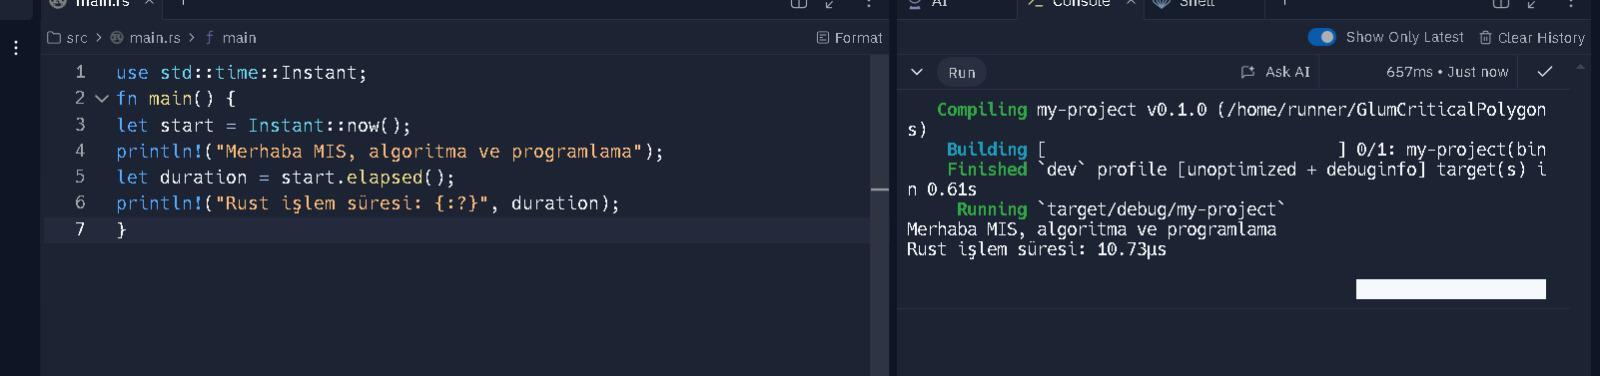 main.rs
AI
Console
Shell
src > main.rs > f main
Format
Show Only Latest
Clear History
1 use std::time::Instant;
2 fn main() {
3 let start = Instant::now();
4 println!("Merhaba MIS, algoritma ve programlama");
5 let duration = start.elapsed();
6 println!("Rust işlem süresi: {:?}", duration);
7 }
Run
Ask AI
657ms • Just now
Compiling my-project v0.1.0 (/home/runner/GlumCriticalPolygon
s)
Building [ ] 0/1: my-project(bin
Finished `dev` profile [unoptimized + debuginfo] target(s) i
n 0.61s
Running `target/debug/my-project`
Merhaba MIS, algoritma ve programlama
Rust işlem süresi: 10.73µs